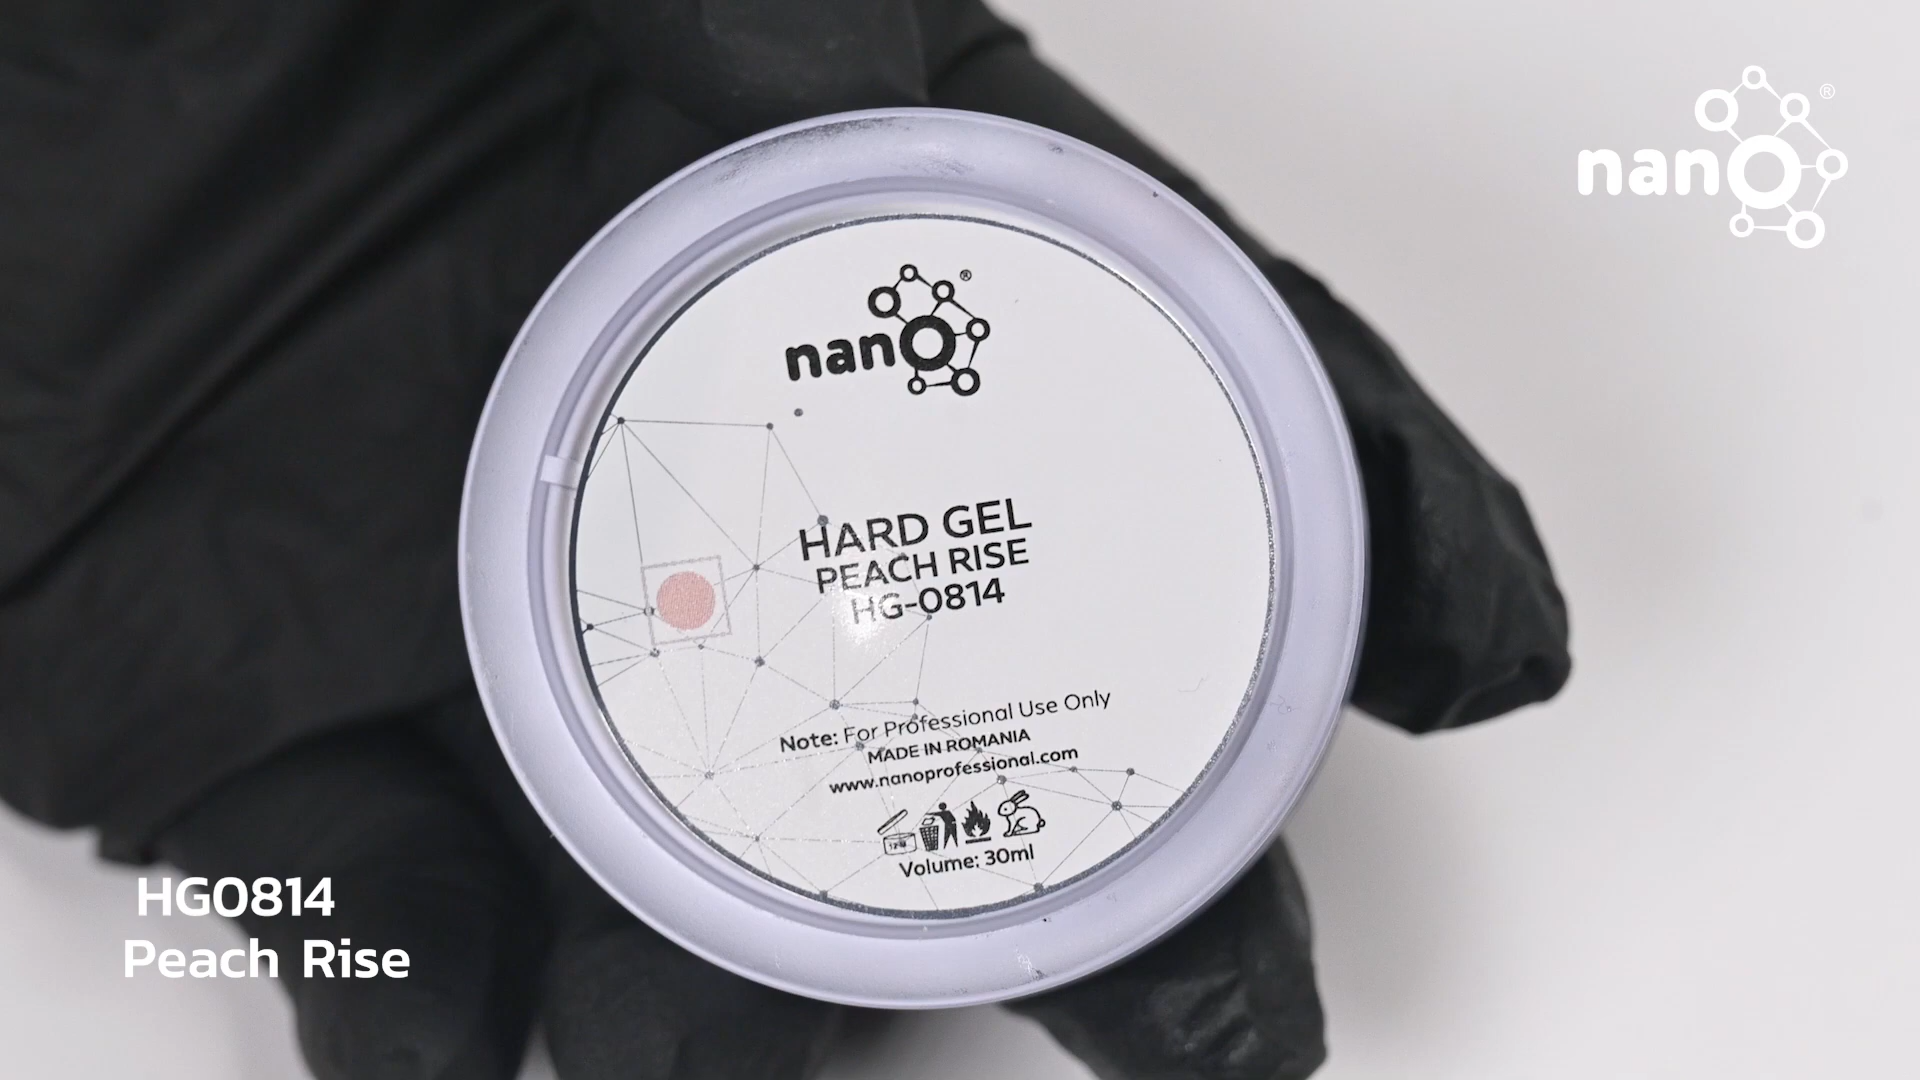 nano®
nano®
HARD GEL
PEACH RISE
HG-0814
Note: For Professional Use Only
MADE IN ROMANIA
www.nanoprofessional.com
Volume: 30ml
HG0814
Peach Rise